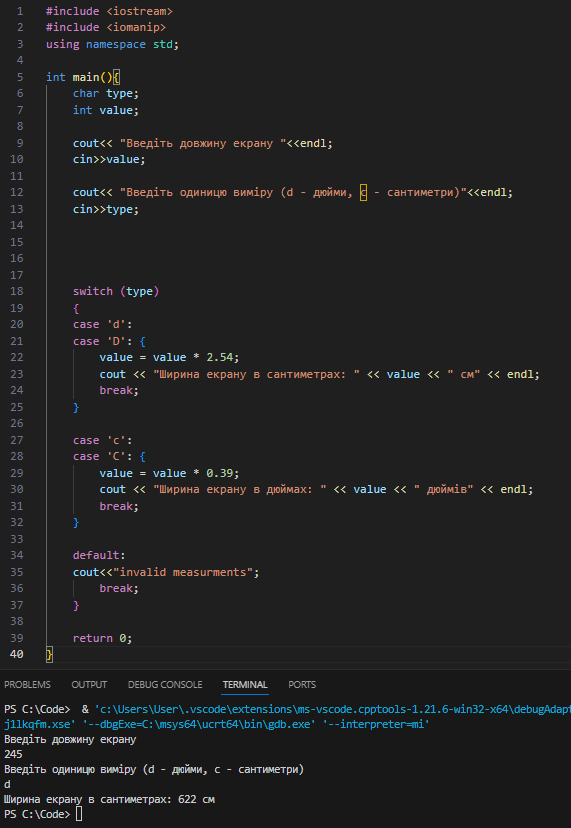 1 #include <iostream>
2 #include <iomanip>
3 using namespace std;
4
5 int main(){
6 char type;
7 int value;
8
9 cout<< "Введіть довжину екрану "<<endl;
10 cin>>value;
11
12 cout<< "Введіть одиницю виміру (d - дюйми, с - сантиметри)"<<endl;
13 cin>>type;
14
15
16
17
18 switch (type)
19 {
20 case 'd':
21 case 'D': {
22 value = value * 2.54;
23 cout << "Ширина екрану в сантиметрах: " << value << " см" << endl;
24 break;
25 }
26
27 case 'c':
28 case 'C': {
29 value = value * 0.39;
30 cout << "Ширина екрану в дюймах: " << value << " дюймів" << endl;
31 break;
32 }
33
34 default:
35 cout<<"invalid measurments";
36 break;
37 }
38
39 return 0;
40 }
PROBLEMS OUTPUT DEBUG CONSOLE TERMINAL PORTS
PS C:\Code> & 'c:\Users\User\.vscode\extensions\ms-vscode.cpptools-1.21.6-win32-x64\debugAdapt
j1lkqfm.xse' '--dbgExe=C:\msys64\ucrt64\bin\gdb.exe' '--interpreter=mi'
Введіть довжину екрану
245
Введіть одиницю виміру (d - дюйми, с - сантиметри)
d
Ширина екрану в сантиметрах: 622 см
PS C:\Code>